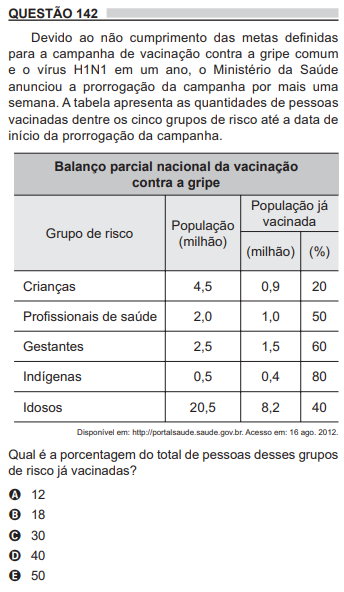 QUESTÃO 142
Devido ao não cumprimento das metas definidas
para a campanha de vacinação contra a gripe comum
e o vírus H1N1 em um ano, o Ministério da Saúde
anunciou a prorrogação da campanha por mais uma
semana. A tabela apresenta as quantidades de pessoas
vacinadas dentre os cinco grupos de risco até a data de
início da prorrogação da campanha.
Balanço parcial nacional da vacinação
contra a gripe
Grupo de risco
População
(milhão)
População já
vacinada
(milhão) (%)
Crianças 4,5 0,9 20
Profissionais de saúde 2,0 1,0 50
Gestantes 2,5 1,5 60
Indígenas 0,5 0,4 80
Idosos 20,5 8,2 40
Disponível em: http://portalsaude.saude.gov.br. Acesso em: 16 ago. 2012.
Qual é a porcentagem do total de pessoas desses grupos
de risco já vacinadas?
A 12
B 18
C 30
D 40
E 50